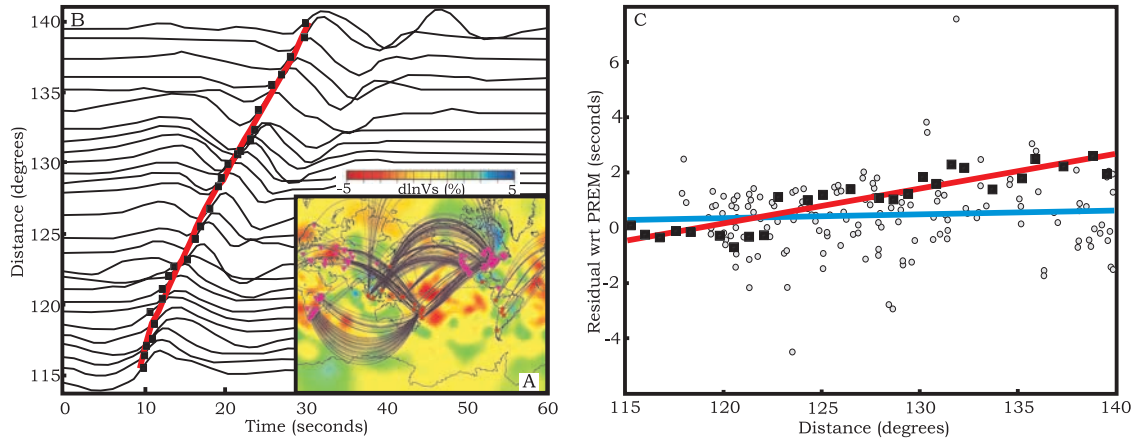 B
140
135
130
125
120
115
Distance (degrees)
0 10 20 30 40 50 60
Time (seconds)
-5 dlnVs (%) 5
A
C
6
4
2
0
-2
-4
Residual wrt PREM (seconds)
115 120 125 130 135 140
Distance (degrees)